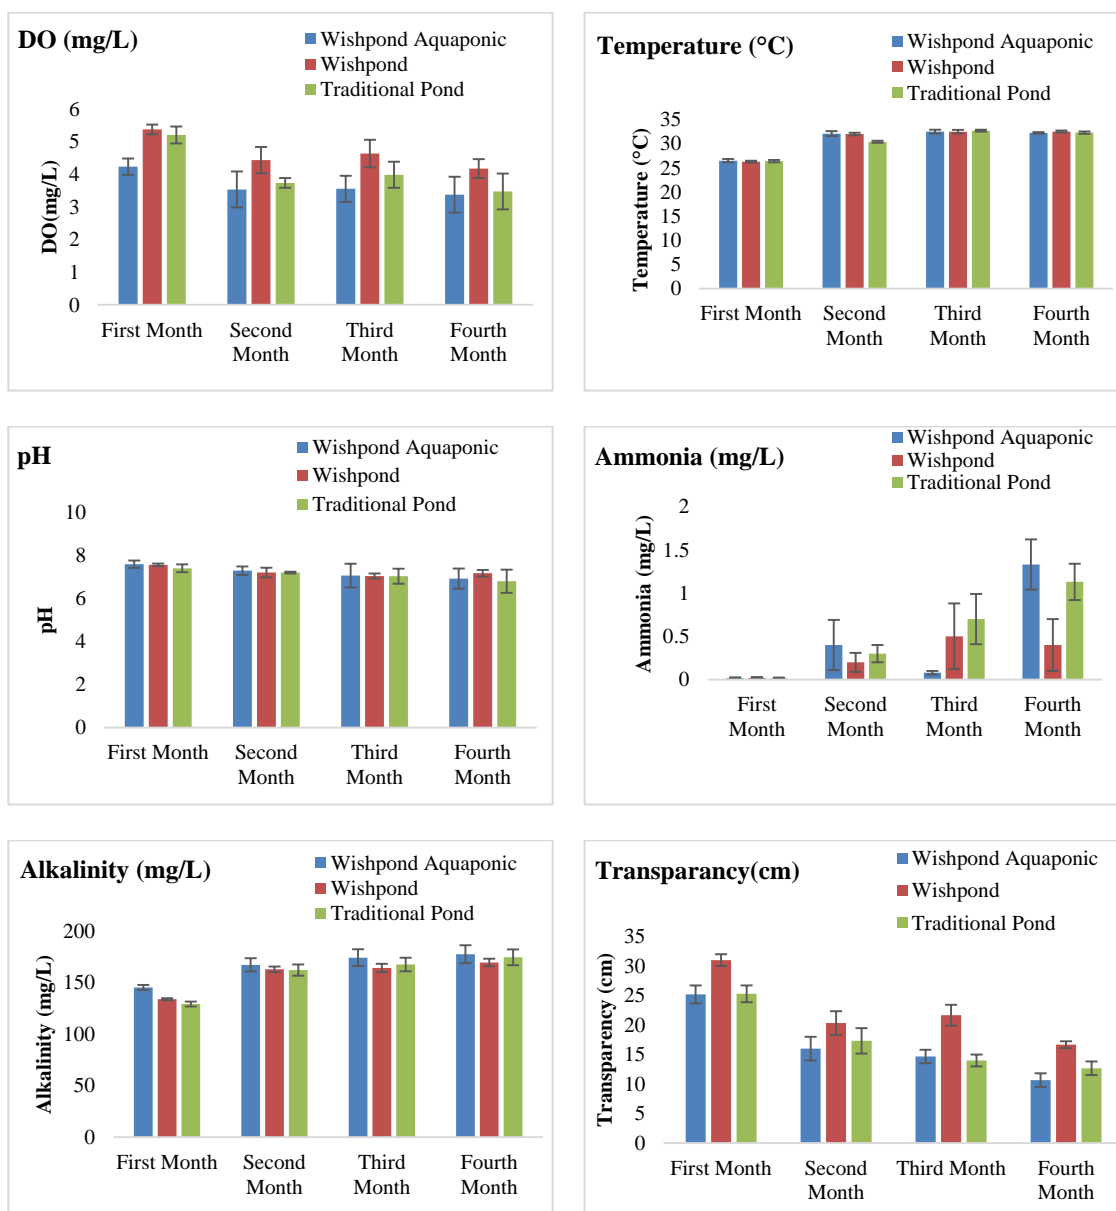 DO (mg/L)
Wishpond Aquaponic
Wishpond
Traditional Pond
DO(mg/L)
6
5
4
3
2
1
0
First Month
Second
Month
Third
Month
Fourth
Month
Temperature (°C)
Wishpond Aquaponic
Wishpond
Traditional Pond
Temperature (°C)
35
30
25
20
15
10
5
0
First Month
Second
Month
Third
Month
Fourth
Month
pH
Wishpond Aquaponic
Wishpond
Traditional Pond
pH
10
8
6
4
2
0
First Month
Second
Month
Third
Month
Fourth
Month
Ammonia (mg/L)
Wishpond Aquaponic
Wishpond
Traditional Pond
Ammonia (mg/L)
2
1.5
1
0.5
0
First
Month
Second
Month
Third
Month
Fourth
Month
Alkalinity (mg/L)
Wishpond Aquaponic
Wishpond
Traditional Pond
Alkalinity (mg/L)
200
150
100
50
0
First Month
Second
Month
Third
Month
Fourth
Month
Transparancy(cm)
Wishpond Aquaponic
Wishpond
Traditional Pond
Transparency (cm)
35
30
25
20
15
10
5
0
First Month
Second
Month
Third Month
Fourth
Month